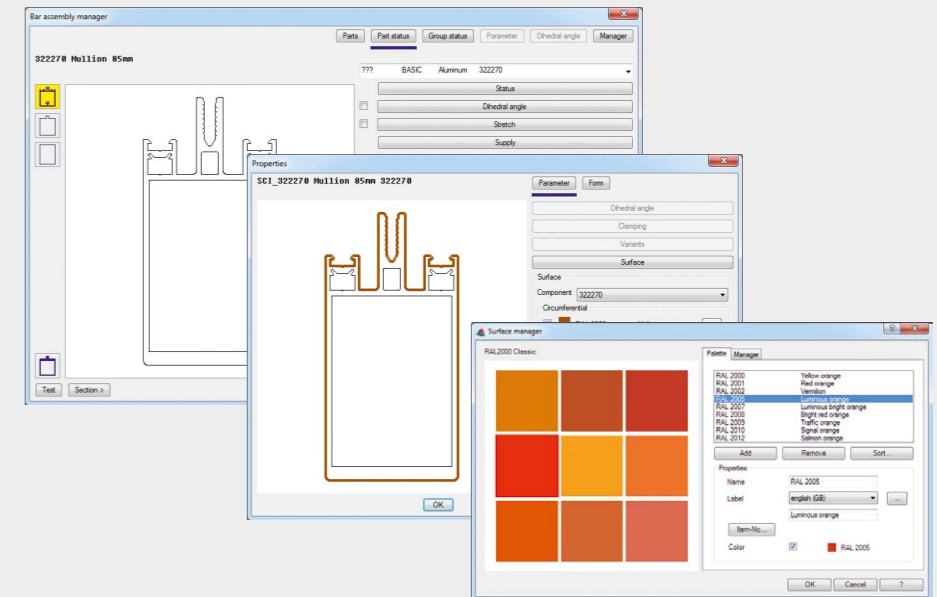 Bar assembly manager
Parts Part status Group status Parameter Dihedral angle Manager
322270 Mullion 85mm
??? BASIC Aluminum 322270
Status
Dihedral angle
Stretch
Supply
Test Section >
Properties
SCI_322270 Mullion 85mm 322270
Parameter Form
Dihedral angle
Clamping
Variants
Surface
Surface
Component 322270
Circumferential
OK
Surface manager
RAL2000 Classic
Palette Manager
RAL 2000 Yellow orange
RAL 2001 Red orange
RAL 2002 Vermilion
RAL 2005 Luminous orange
RAL 2007 Luminous bright orange
RAL 2008 Bright red orange
RAL 2009 Traffic orange
RAL 2010 Signal orange
RAL 2012 Salmon orange
Add Remove Sort...
Properties
Name RAL 2005
Label english (GB) ...
Luminous orange
Item-No....
Color RAL 2005
OK Cancel ?